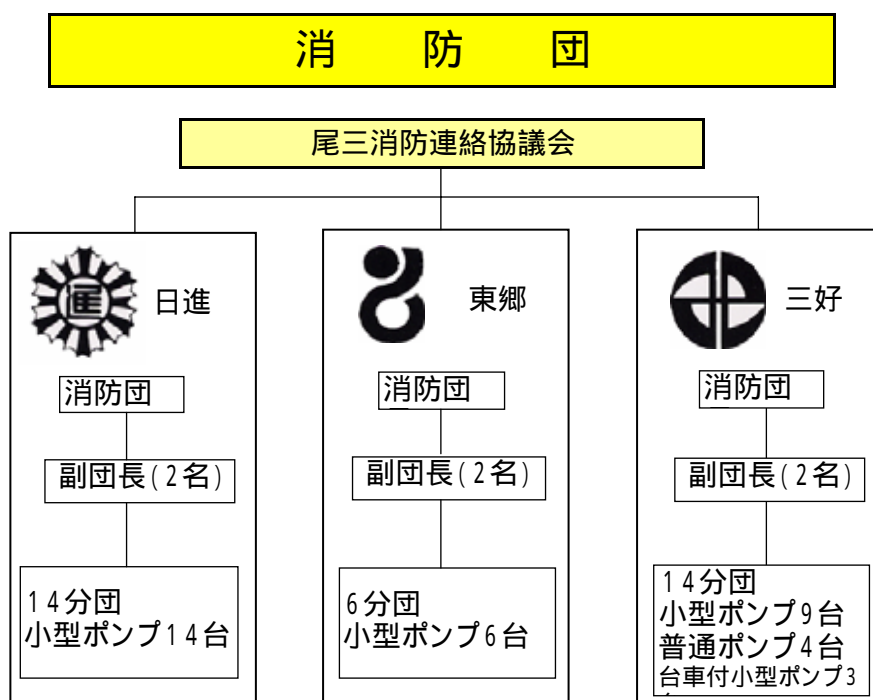 消 防 団
尾三消防連絡協議会
日進
消防団
副団長(2名)
14分団
小型ポンプ14台
東郷
消防団
副団長(2名)
6分団
小型ポンプ6台
三好
消防団
副団長(2名)
14分団
小型ポンプ9台
普通ポンプ4台
台車付小型ポンプ3